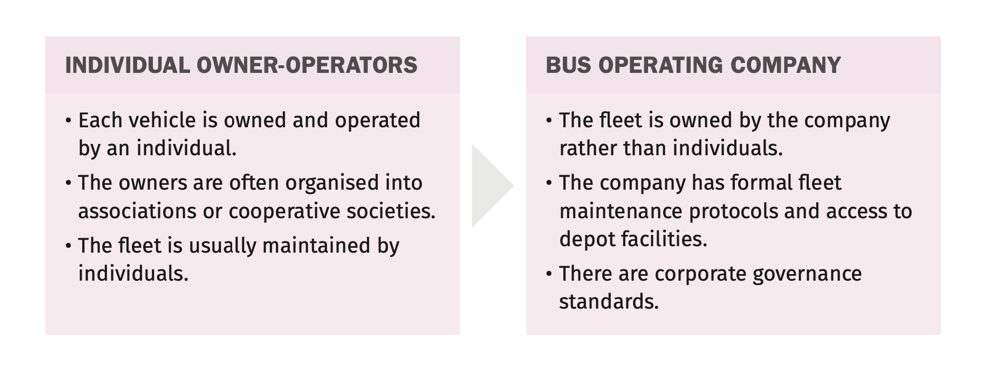 INDIVIDUAL OWNER-OPERATORS
• Each vehicle is owned and operated
by an individual.
• The owners are often organised into
associations or cooperative societies.
• The fleet is usually maintained by
individuals.
BUS OPERATING COMPANY
• The fleet is owned by the company
rather than individuals.
• The company has formal fleet
maintenance protocols and access to
depot facilities.
• There are corporate governance
standards.